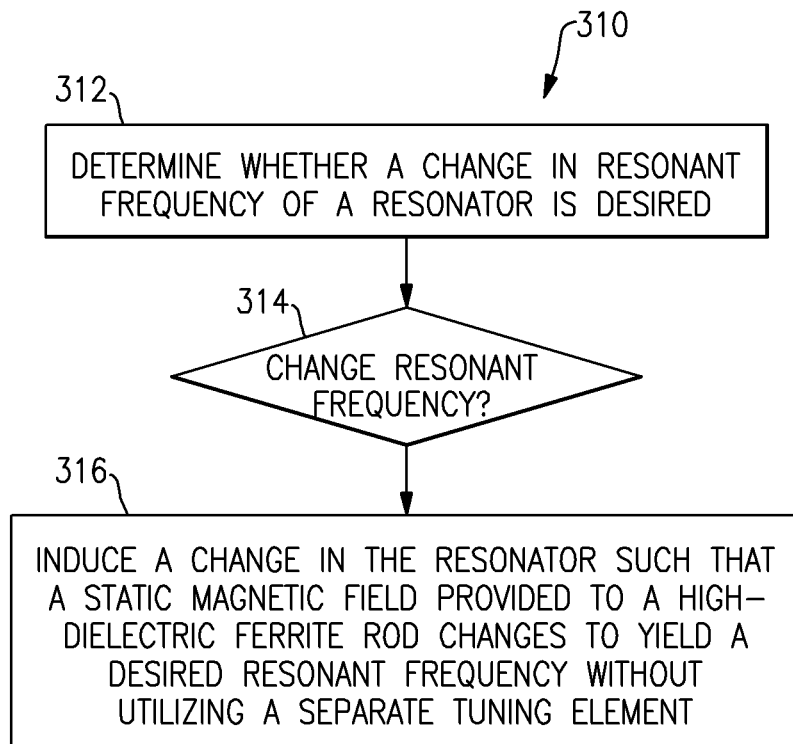 310
312
DETERMINE WHETHER A CHANGE IN RESONANT
FREQUENCY OF A RESONATOR IS DESIRED
314
CHANGE RESONANT
FREQUENCY?
316
INDUCE A CHANGE IN THE RESONATOR SUCH THAT
A STATIC MAGNETIC FIELD PROVIDED TO A HIGH-
DIELECTRIC FERRITE ROD CHANGES TO YIELD A
DESIRED RESONANT FREQUENCY WITHOUT
UTILIZING A SEPARATE TUNING ELEMENT